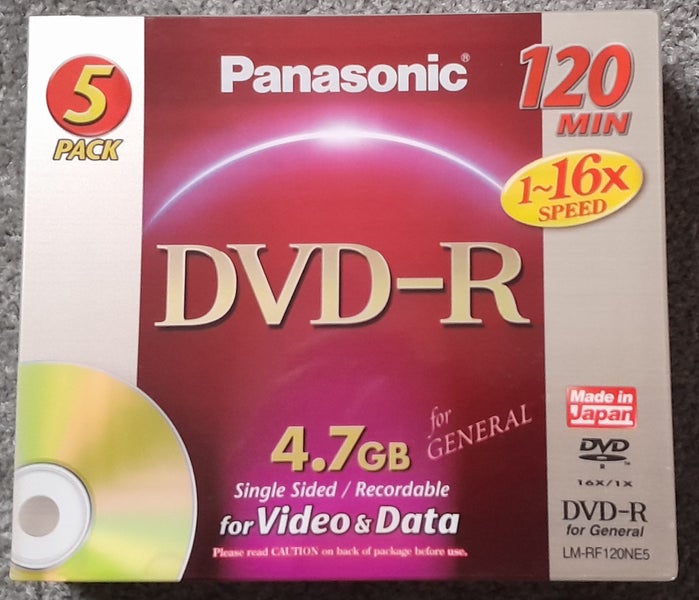 5
PACK
Panasonic®
120
MIN
1~16x
SPEED
DVD-R
4.7GB
for
GENERAL
Single Sided / Recordable
for Video & Data
Please read CAUTION on back of package before use.
Made in
Japan
DVD
R
TM
16X/1X
DVD-R
for General
LM-RF120NE5